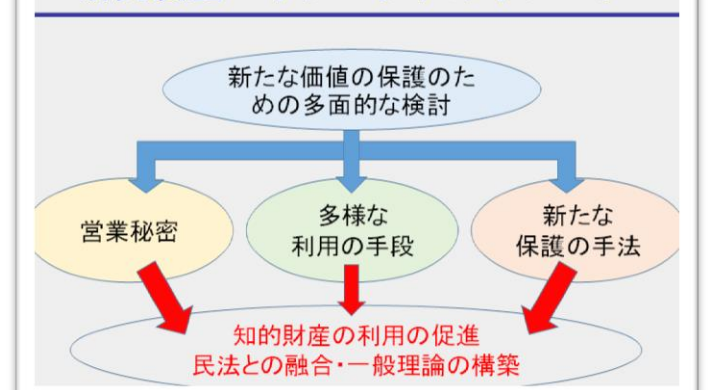 新たな価値の保護のた
めの多面的な検討
営業秘密
多様な
利用の手段
新たな
保護の手法
知的財産の利用の促進
民法との融合・一般理論の構築